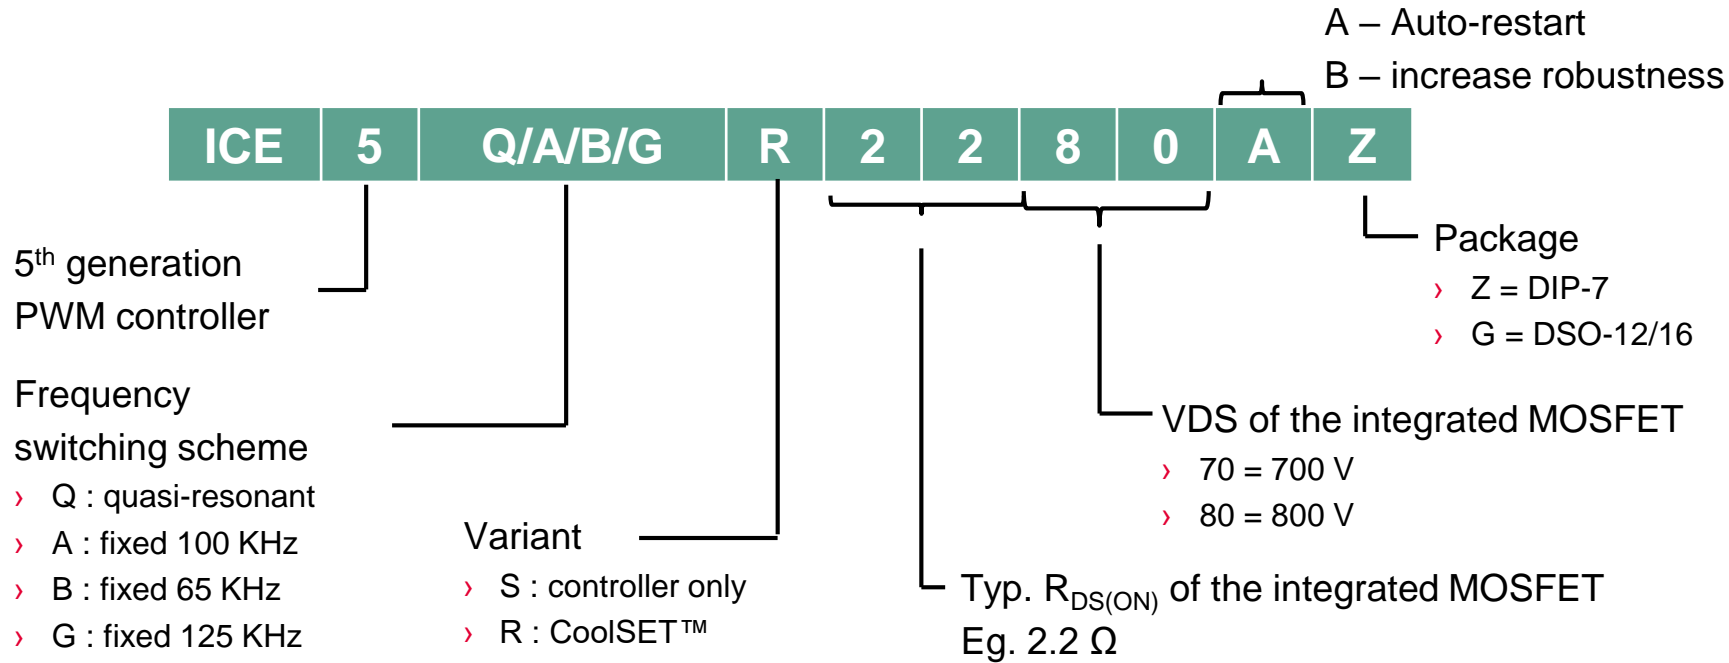 A – Auto-restart
B – increase robustness
ICE 5 Q/A/B/G R 2 2 8 0 A Z
5th generation
PWM controller
Frequency
switching scheme
› Q : quasi-resonant
› A : fixed 100 KHz
› B : fixed 65 KHz
› G : fixed 125 KHz
Variant
› S : controller only
› R : CoolSET™
Typ. RDS(ON) of the integrated MOSFET
Eg. 2.2 Ω
VDS of the integrated MOSFET
› 70 = 700 V
› 80 = 800 V
Package
› Z = DIP-7
› G = DSO-12/16